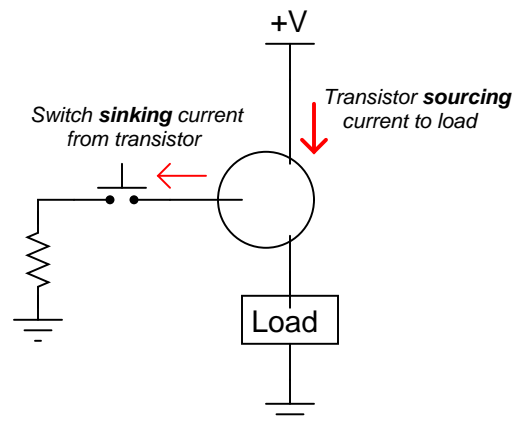 +V
Switch sinking current
from transistor
Transistor sourcing
current to load
Load